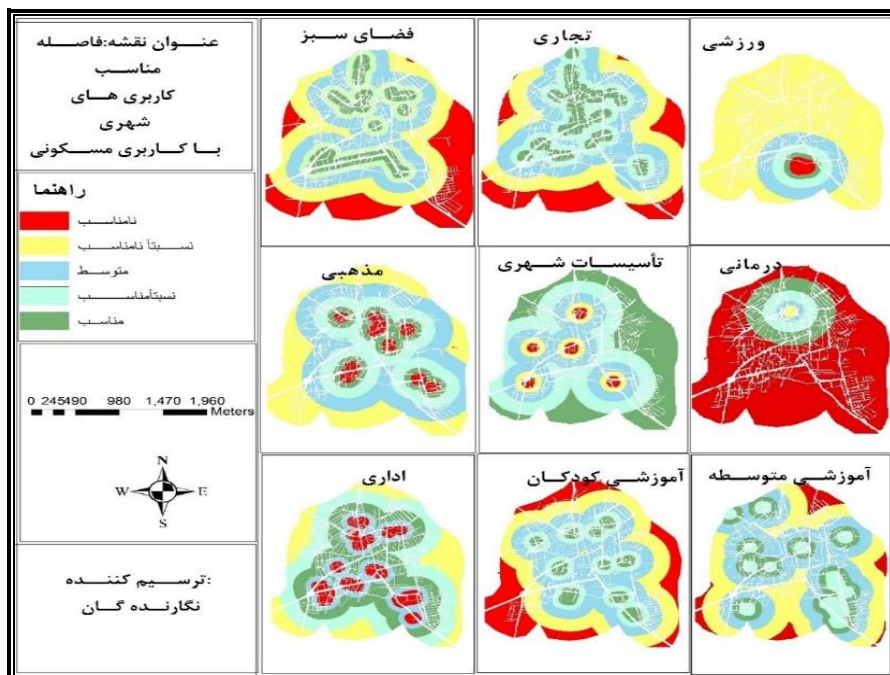 عنوان نقشه:فاصله
مناسب
کاربری های
شهری
با کاربری مسکونی
راهنما
نامناسب
نسبتاً نامناسب
متوسط
نسبتاًمناسب
مناسب
0 245490 980 1,470 1,960
Meters
N
W E
S
ترسیم کننده:
نگارنده گان
فضای سبز
تجاری
ورزشی
مذهبی
تأسیسات شهری
درمانی
اداری
آموزشی کودکان
آموزشی متوسطه